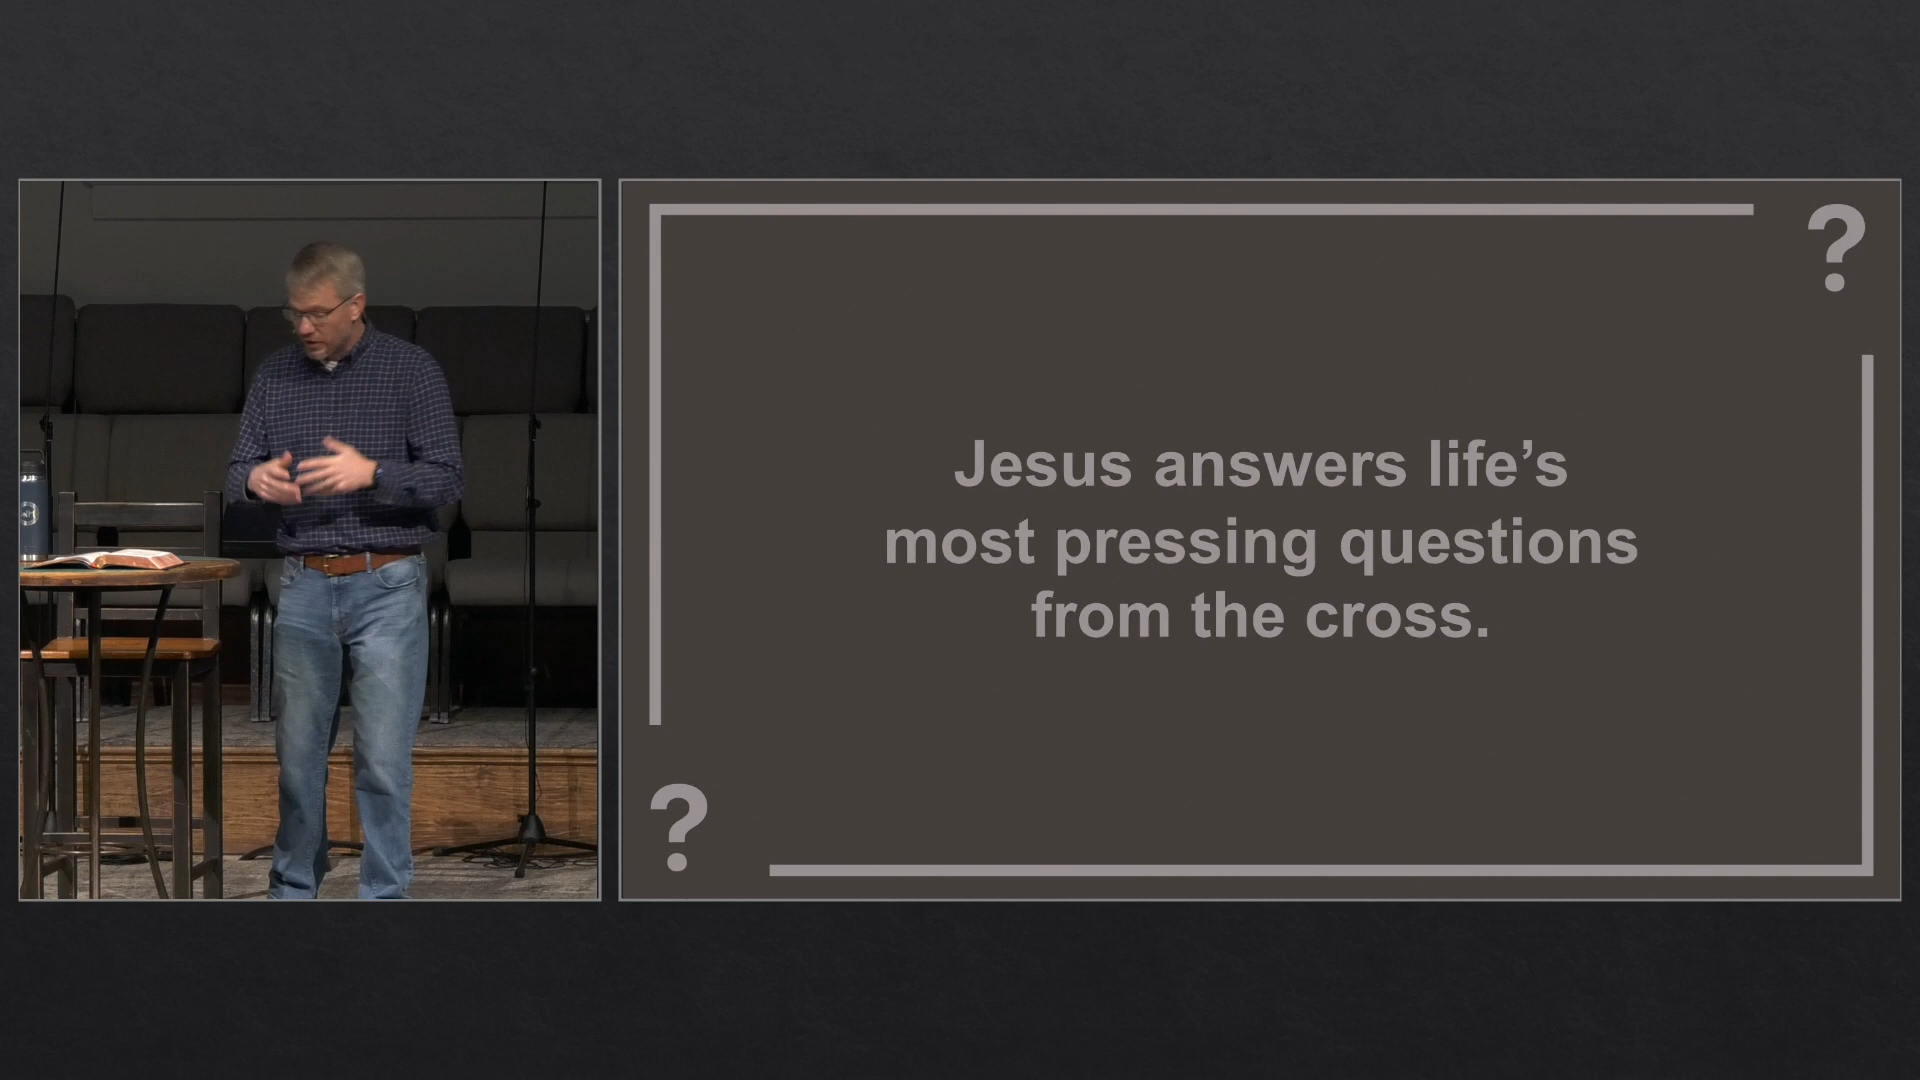 ?
Jesus answers life’s
most pressing questions
from the cross.
?